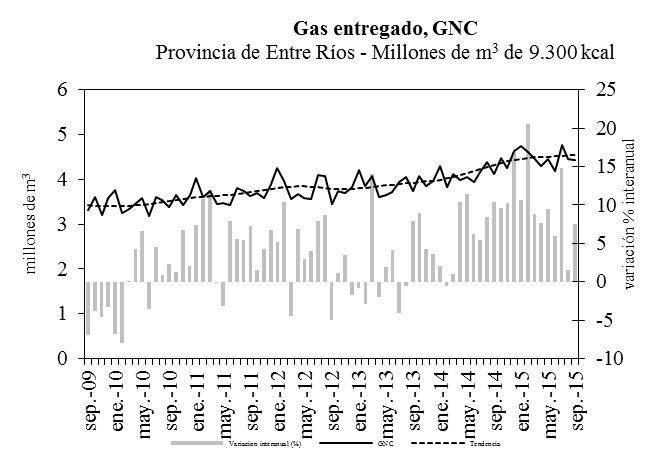 Gas entregado, GNC
Provincia de Entre Ríos - Millones de m³ de 9.300 kcal
6
5
4
3
2
1
0
millones de m³
25
20
15
10
5
0
-5
-10
variación % interanual
sep.-09
ene.-10
may.-10
sep.-10
ene.-11
may.-11
sep.-11
ene.-12
may.-12
sep.-12
ene.-13
may.-13
sep.-13
ene.-14
may.-14
sep.-14
ene.-15
may.-15
sep.-15
Variacion interanual (%)
GNC
Tendencia